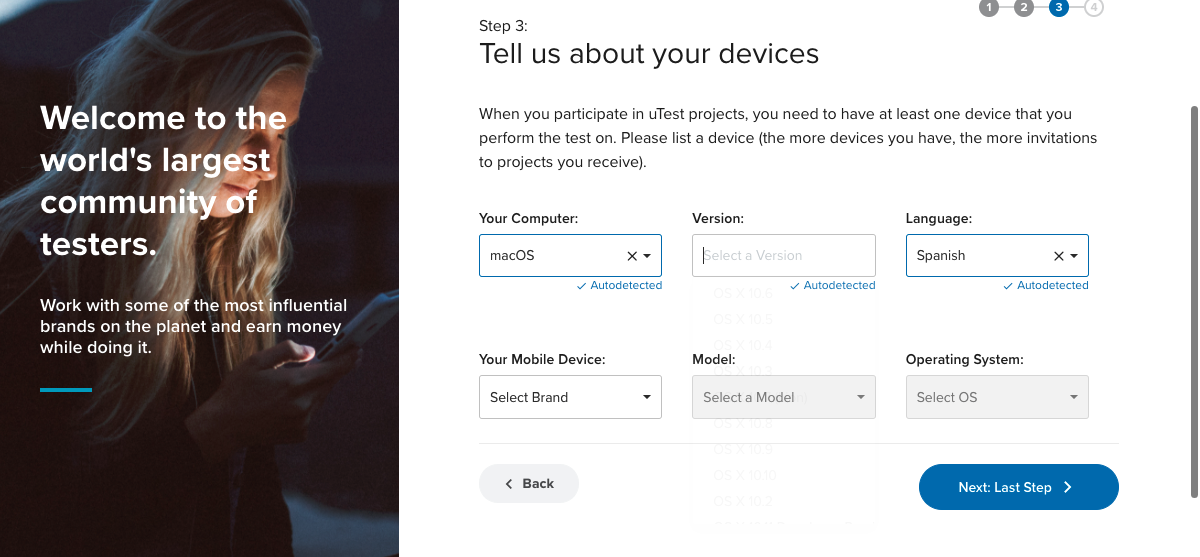 Welcome to the
world's largest
community of
testers.
Work with some of the most influential
brands on the planet and earn money
while doing it.
1 2 3 4
Step 3:
Tell us about your devices
When you participate in uTest projects, you need to have at least one device that you
perform the test on. Please list a device (the more devices you have, the more invitations
to projects you receive).
Your Computer: Version: Language:
macOS Select a Version Spanish
Autodetected Autodetected Autodetected
OS X 10.6
OS X 10.5
OS X 10.4
Your Mobile Device: Model: Operating System:
OS X 10.3
Select Brand Select a Model Select OS
OS X 10.8
OS X 10.9
OS X 10.10
OS X 10.2
Back Next: Last Step